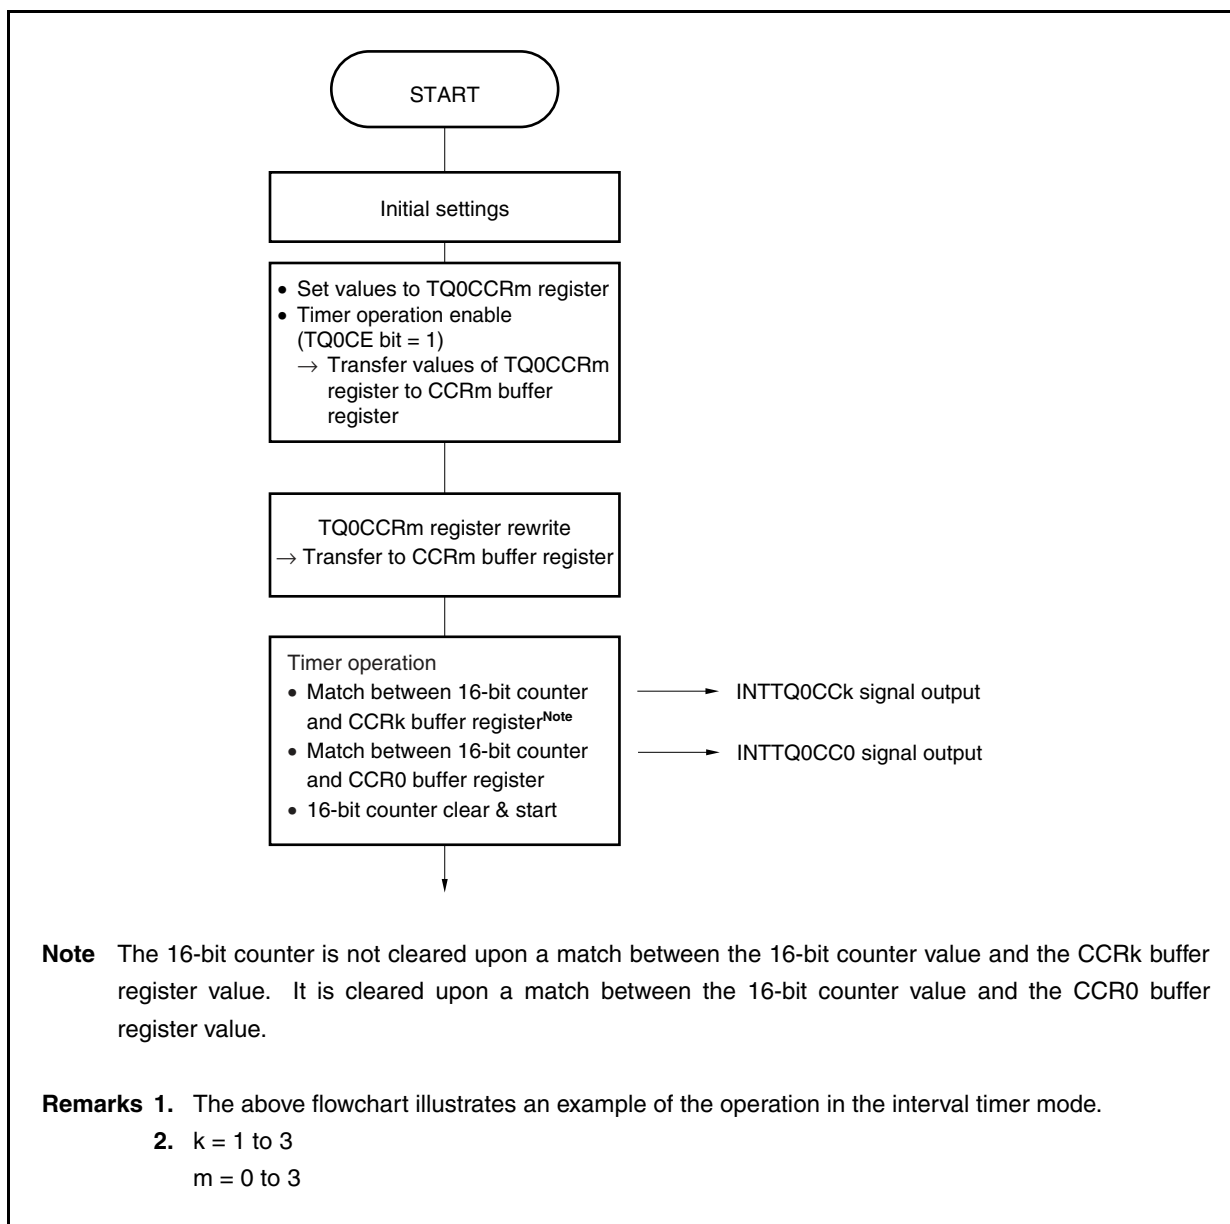 START
Initial settings
• Set values to TQ0CCRm register
• Timer operation enable
(TQ0CE bit = 1)
→ Transfer values of TQ0CCRm
register to CCRm buffer
register
TQ0CCRm register rewrite
→ Transfer to CCRm buffer register
Timer operation
• Match between 16-bit counter
and CCRk buffer registerNote
• Match between 16-bit counter
and CCR0 buffer register
• 16-bit counter clear & start
INTTQ0CCk signal output
INTTQ0CC0 signal output
Note The 16-bit counter is not cleared upon a match between the 16-bit counter value and the CCRk buffer
register value. It is cleared upon a match between the 16-bit counter value and the CCR0 buffer
register value.
Remarks 1. The above flowchart illustrates an example of the operation in the interval timer mode.
2. k = 1 to 3
m = 0 to 3